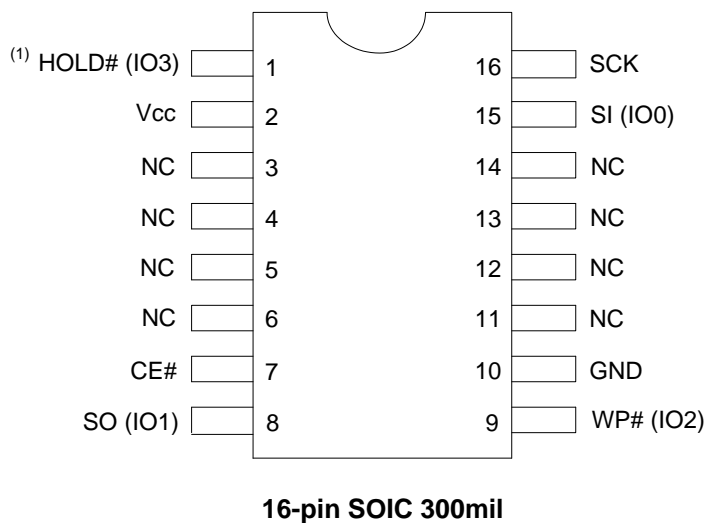 (1) HOLD# (IO3) 1 16 SCK
Vcc 2 15 SI (IO0)
NC 3 14 NC
NC 4 13 NC
NC 5 12 NC
NC 6 11 NC
CE# 7 10 GND
SO (IO1) 8 9 WP# (IO2)
16-pin SOIC 300mil